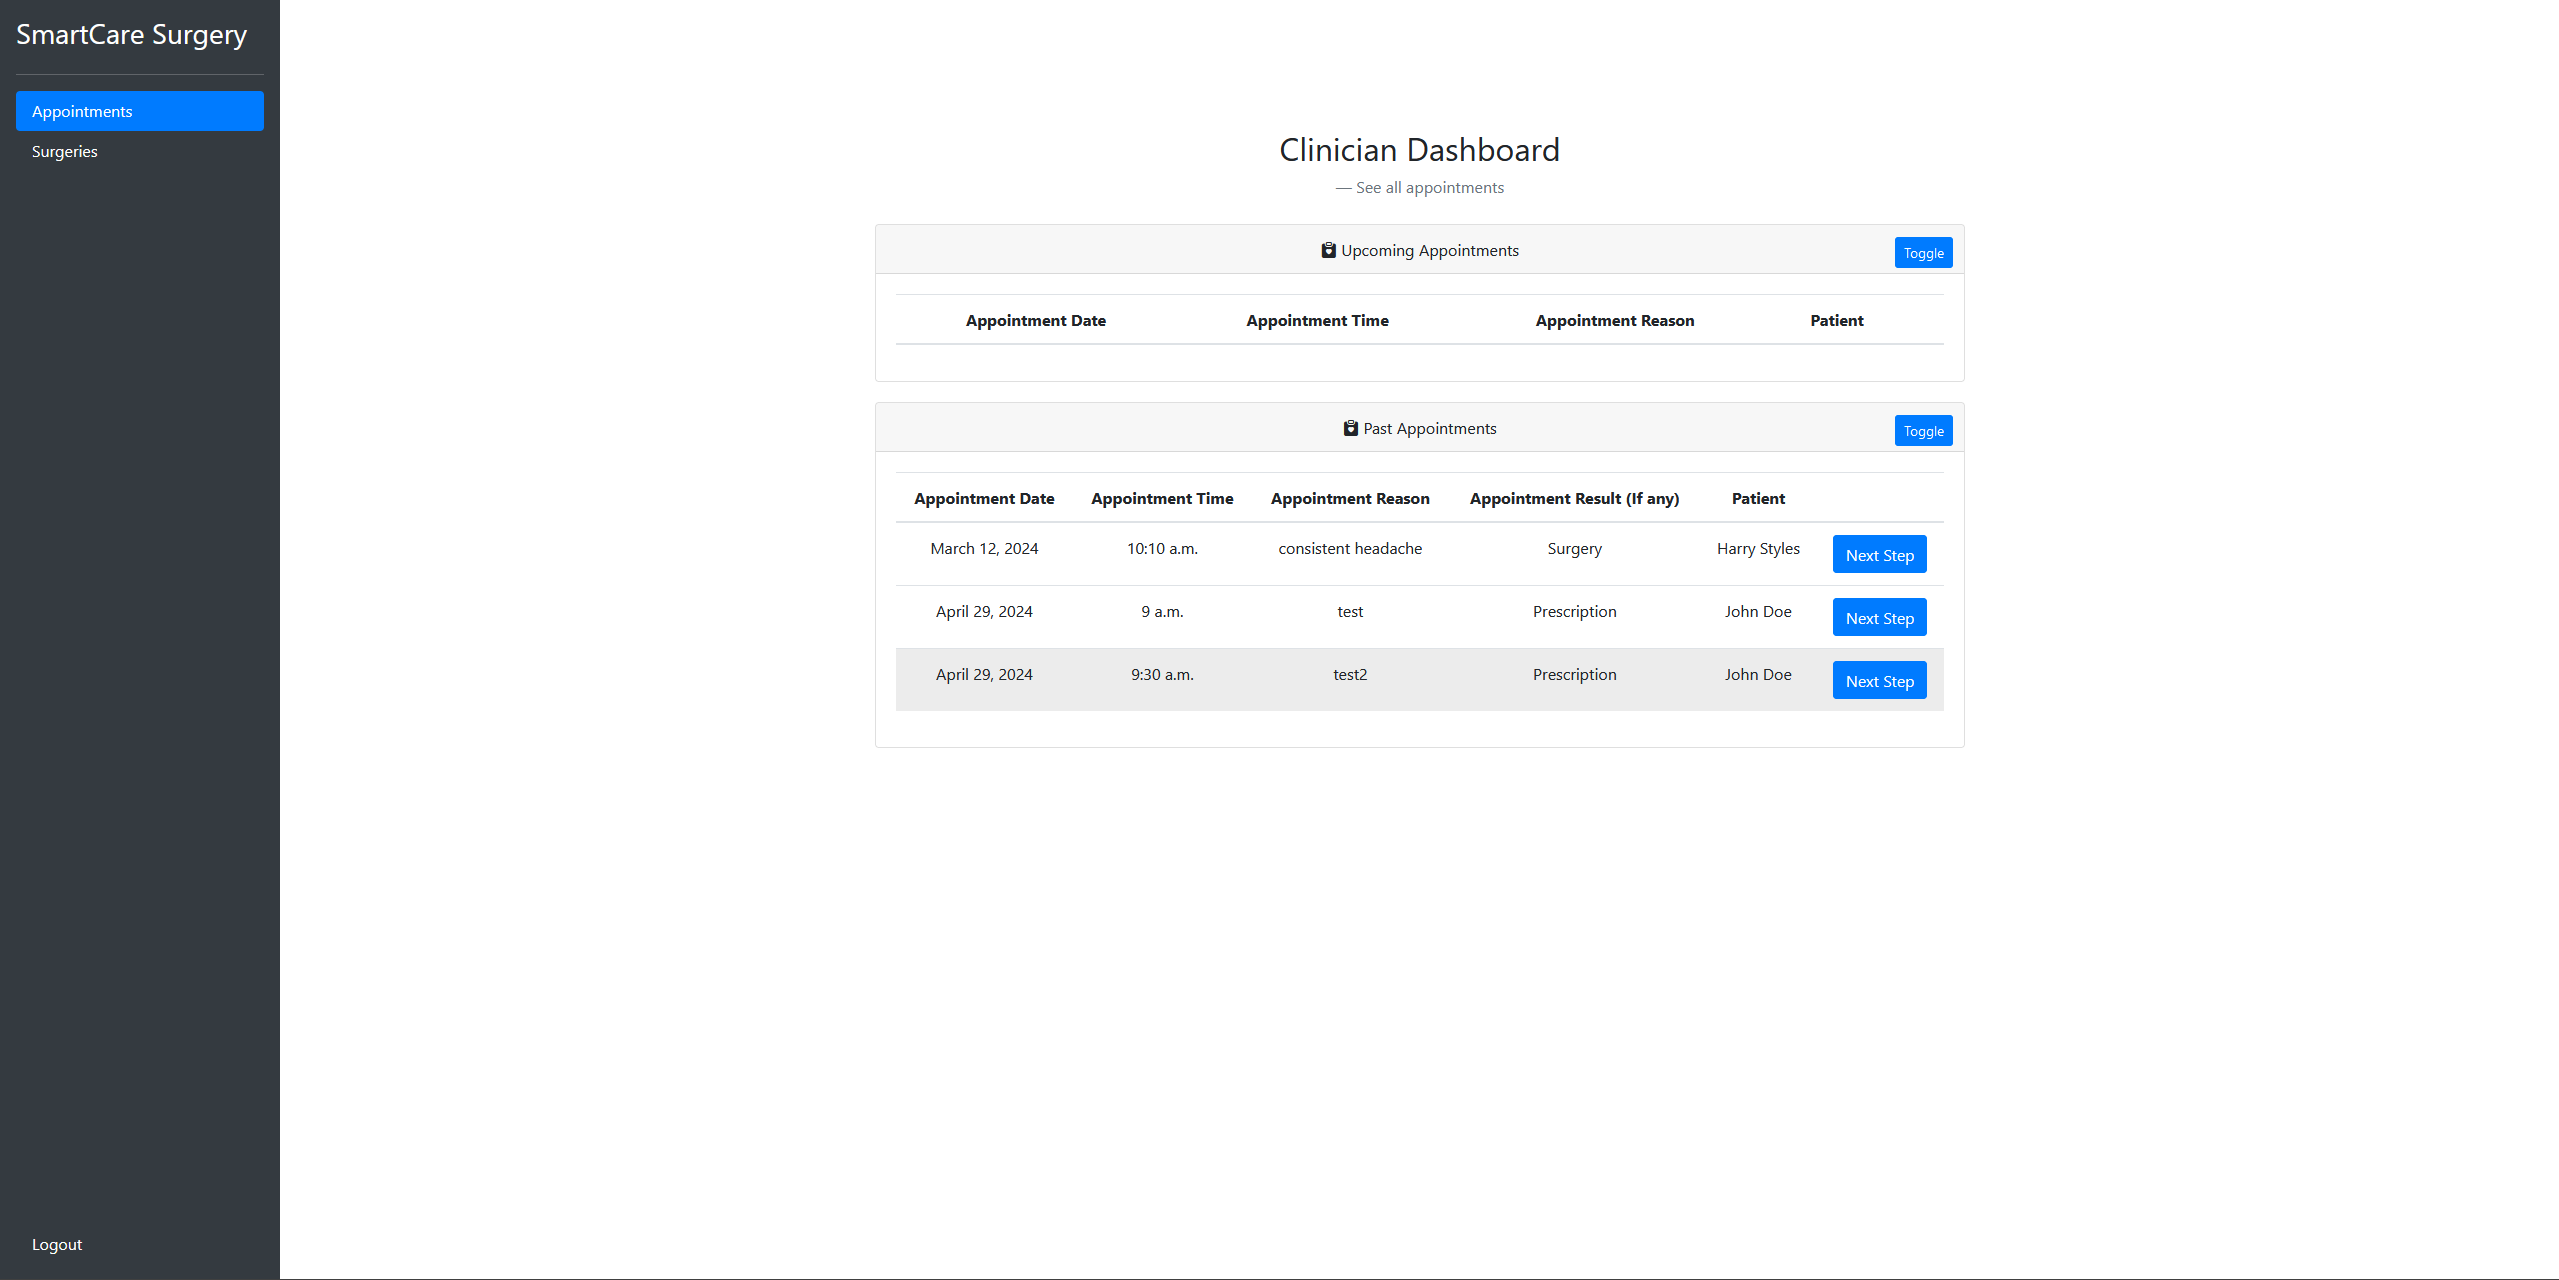 SmartCare Surgery
Appointments
Surgeries
Logout
Clinician Dashboard
— See all appointments
Upcoming Appointments
Toggle
Appointment Date Appointment Time Appointment Reason Patient
Past Appointments
Toggle
Appointment Date Appointment Time Appointment Reason Appointment Result (If any) Patient
March 12, 2024 10:10 a.m. consistent headache Surgery Harry Styles Next Step
April 29, 2024 9 a.m. test Prescription John Doe Next Step
April 29, 2024 9:30 a.m. test2 Prescription John Doe Next Step